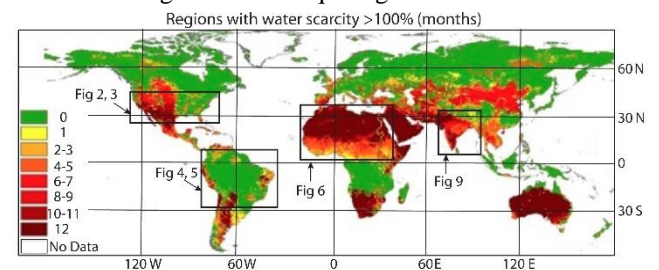 Regions with water scarcity >100% (months)
60 N
Fig 2, 3
0
30 N
1
2-3
4-5
Fig 4, 5
0
6-7
Fig 6
Fig 9
8-9
10-11
30 S
12
No Data
120 W
60W
0
60 E
120 E